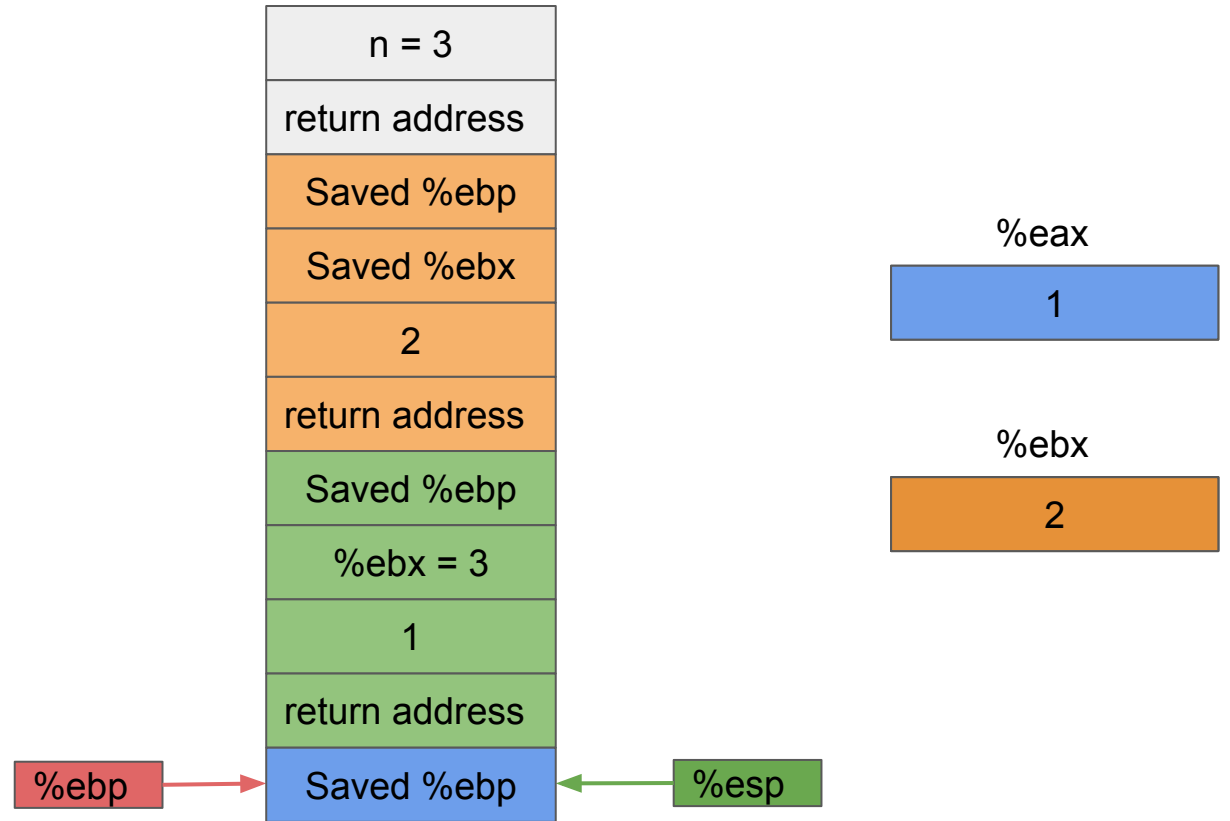 n = 3
return address
Saved %ebp
Saved %ebx
2
return address
Saved %ebp
%ebx = 3
1
return address
Saved %ebp
%ebp
%esp
%eax
1
%ebx
2